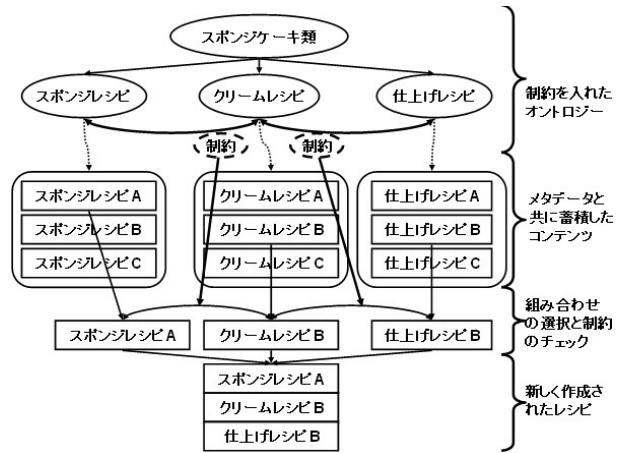 スポンジケーキ類
スポンジレシピ
クリームレシピ
仕上げレシピ
制約
制約
制約を入れた
オントロジー
スポンジレシピA
スポンジレシピB
スポンジレシピC
クリームレシピA
クリームレシピB
クリームレシピC
仕上げレシピA
仕上げレシピB
仕上げレシピC
メタデータと
共に蓄積した
コンテンツ
スポンジレシピA
クリームレシピB
仕上げレシピB
組み合わせ
の選択と制約
のチェック
スポンジレシピA
クリームレシピB
仕上げレシピB
新しく作成さ
れたレシピ